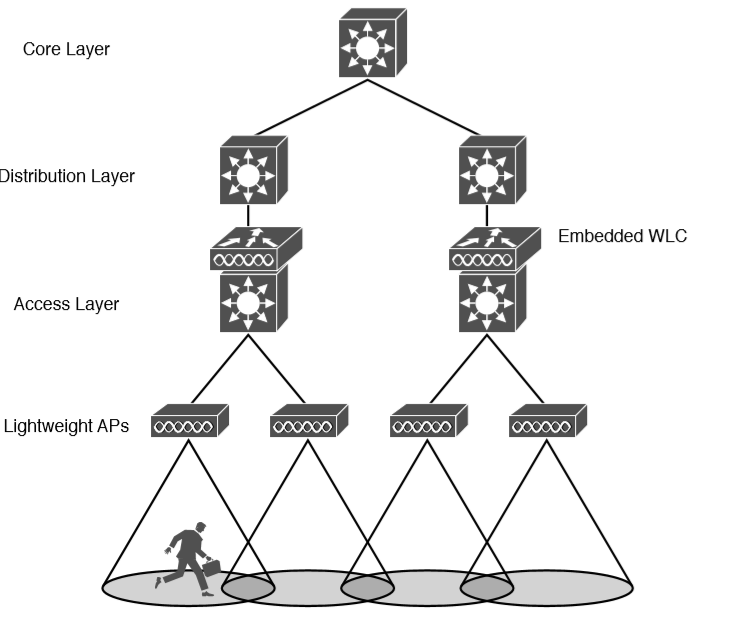 Core Layer
Distribution Layer
Embedded WLC
Access Layer
Lightweight APs